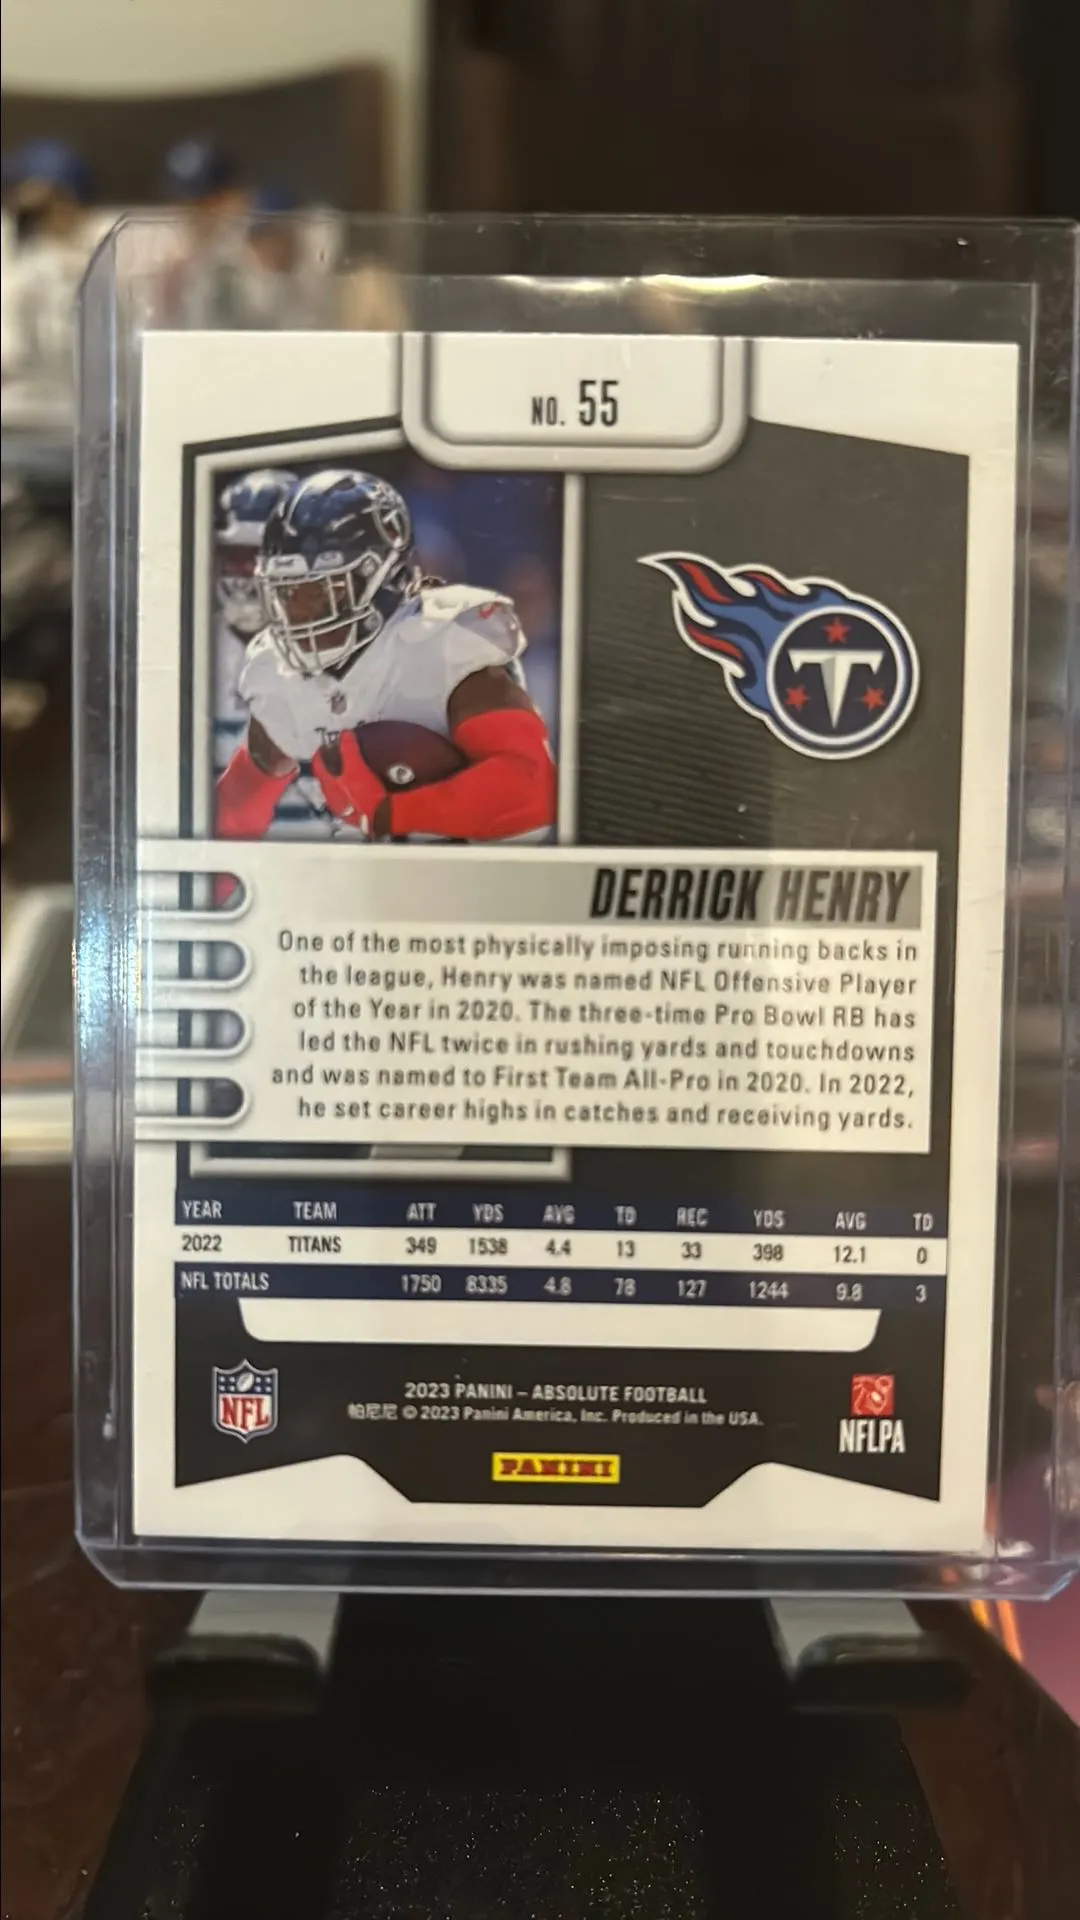 NO. 55
DERRICK HENRY
One of the most physically imposing running backs in
the league, Henry was named NFL Offensive Player
of the Year in 2020. The three-time Pro Bowl RB has
led the NFL twice in rushing yards and touchdowns
and was named to First Team All-Pro in 2020. In 2022,
he set career highs in catches and receiving yards.
YEAR TEAM ATT YDS AVG TD REC YDS AVG TD
2022 TITANS 349 1538 4.4 13 33 398 12.1 0
NFL TOTALS 1750 8335 4.8 78 127 1244 9.8 3
2023 PANINI – ABSOLUTE FOOTBALL
帕尼尼 © 2023 Panini America, Inc. Produced in the USA.
NFL
NFLPA
PANINI